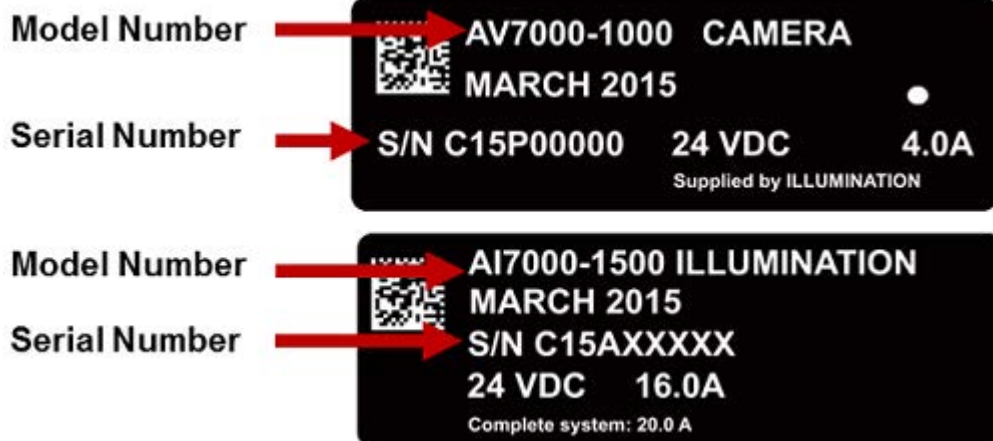 Model Number
AV7000-1000 CAMERA
MARCH 2015
Serial Number
S/N C15P00000 24 VDC 4.0A
Supplied by ILLUMINATION
Model Number
AI7000-1500 ILLUMINATION
MARCH 2015
Serial Number
S/N C15AXXXXX
24 VDC 16.0A
Complete system: 20.0 A